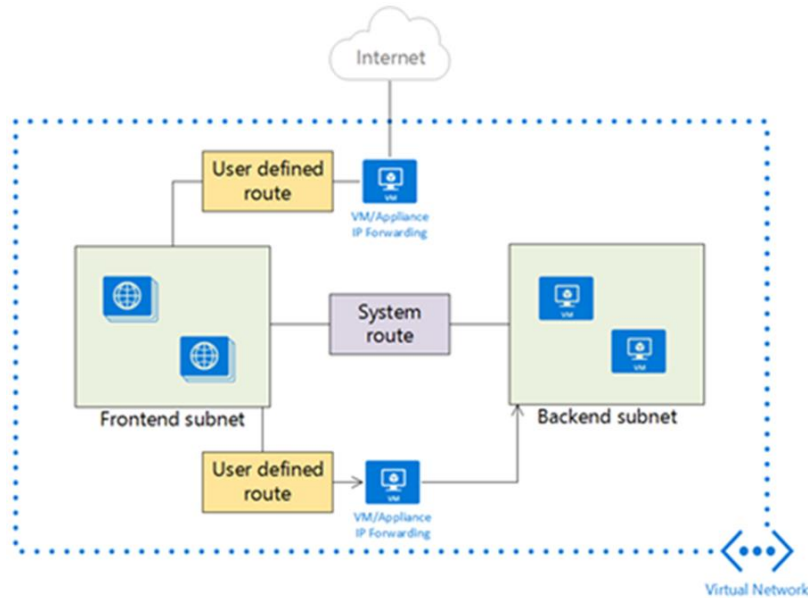 Internet
User defined
route
VM
VM/Appliance
IP Forwarding
System
route
VM
VM
Frontend subnet
Backend subnet
User defined
route
VM
VM/Appliance
IP Forwarding
Virtual Network